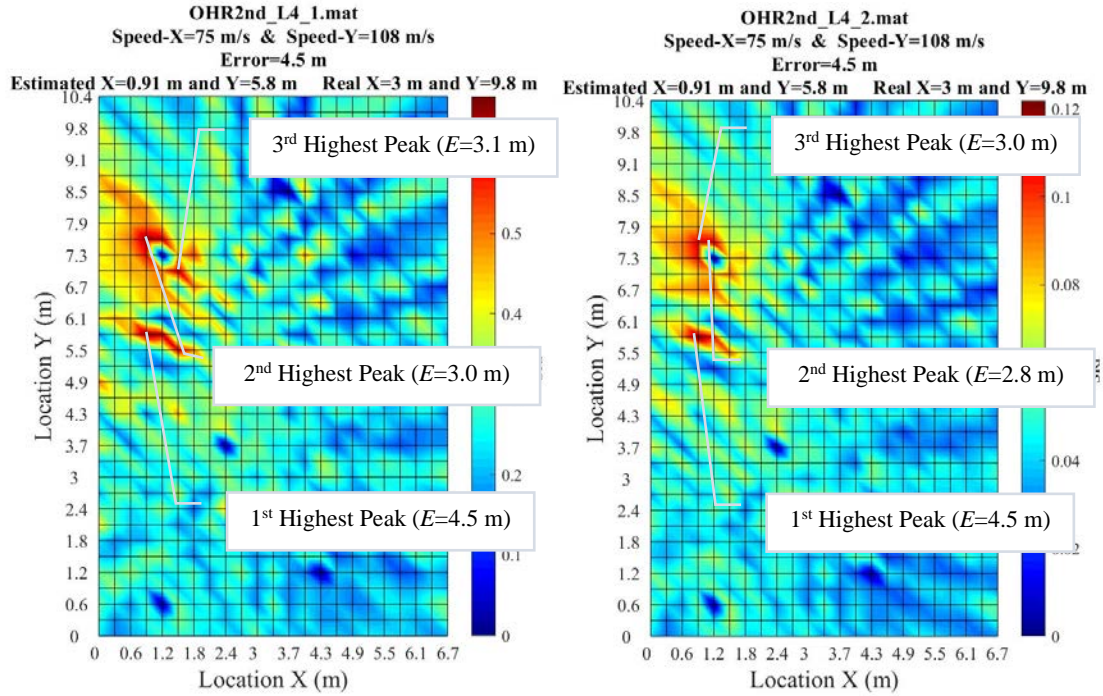 OHR2nd_L4_1.mat
Speed-X=75 m/s & Speed-Y=108 m/s
Error=4.5 m
Estimated X=0.91 m and Y=5.8 m Real X=3 m and Y=9.8 m
10.4
9.8
9.1
8.5
7.9
7.3
6.7
6.1
5.5
4.9
4.3
3.7
3
2.4
1.8
1.2
0.6
0
Location Y (m)
0 0.6 1.2 1.8 2.4 3 3.7 4.3 4.9 5.5 6.1 6.7
Location X (m)
3rd Highest Peak (E=3.1 m)
2nd Highest Peak (E=3.0 m)
1st Highest Peak (E=4.5 m)
0.5
0.4
0.2
0.1
0
OHR2nd_L4_2.mat
Speed-X=75 m/s & Speed-Y=108 m/s
Error=4.5 m
Estimated X=0.91 m and Y=5.8 m Real X=3 m and Y=9.8 m
10.4
9.8
9.1
8.5
7.9
7.3
6.7
6.1
5.5
4.9
4.3
3.7
3
2.4
1.8
1.2
0.6
0
Location Y (m)
0 0.6 1.2 1.8 2.4 3 3.7 4.3 4.9 5.5 6.1 6.7
Location X (m)
3rd Highest Peak (E=3.0 m)
2nd Highest Peak (E=2.8 m)
1st Highest Peak (E=4.5 m)
0.12
0.1
0.08
0.04
0